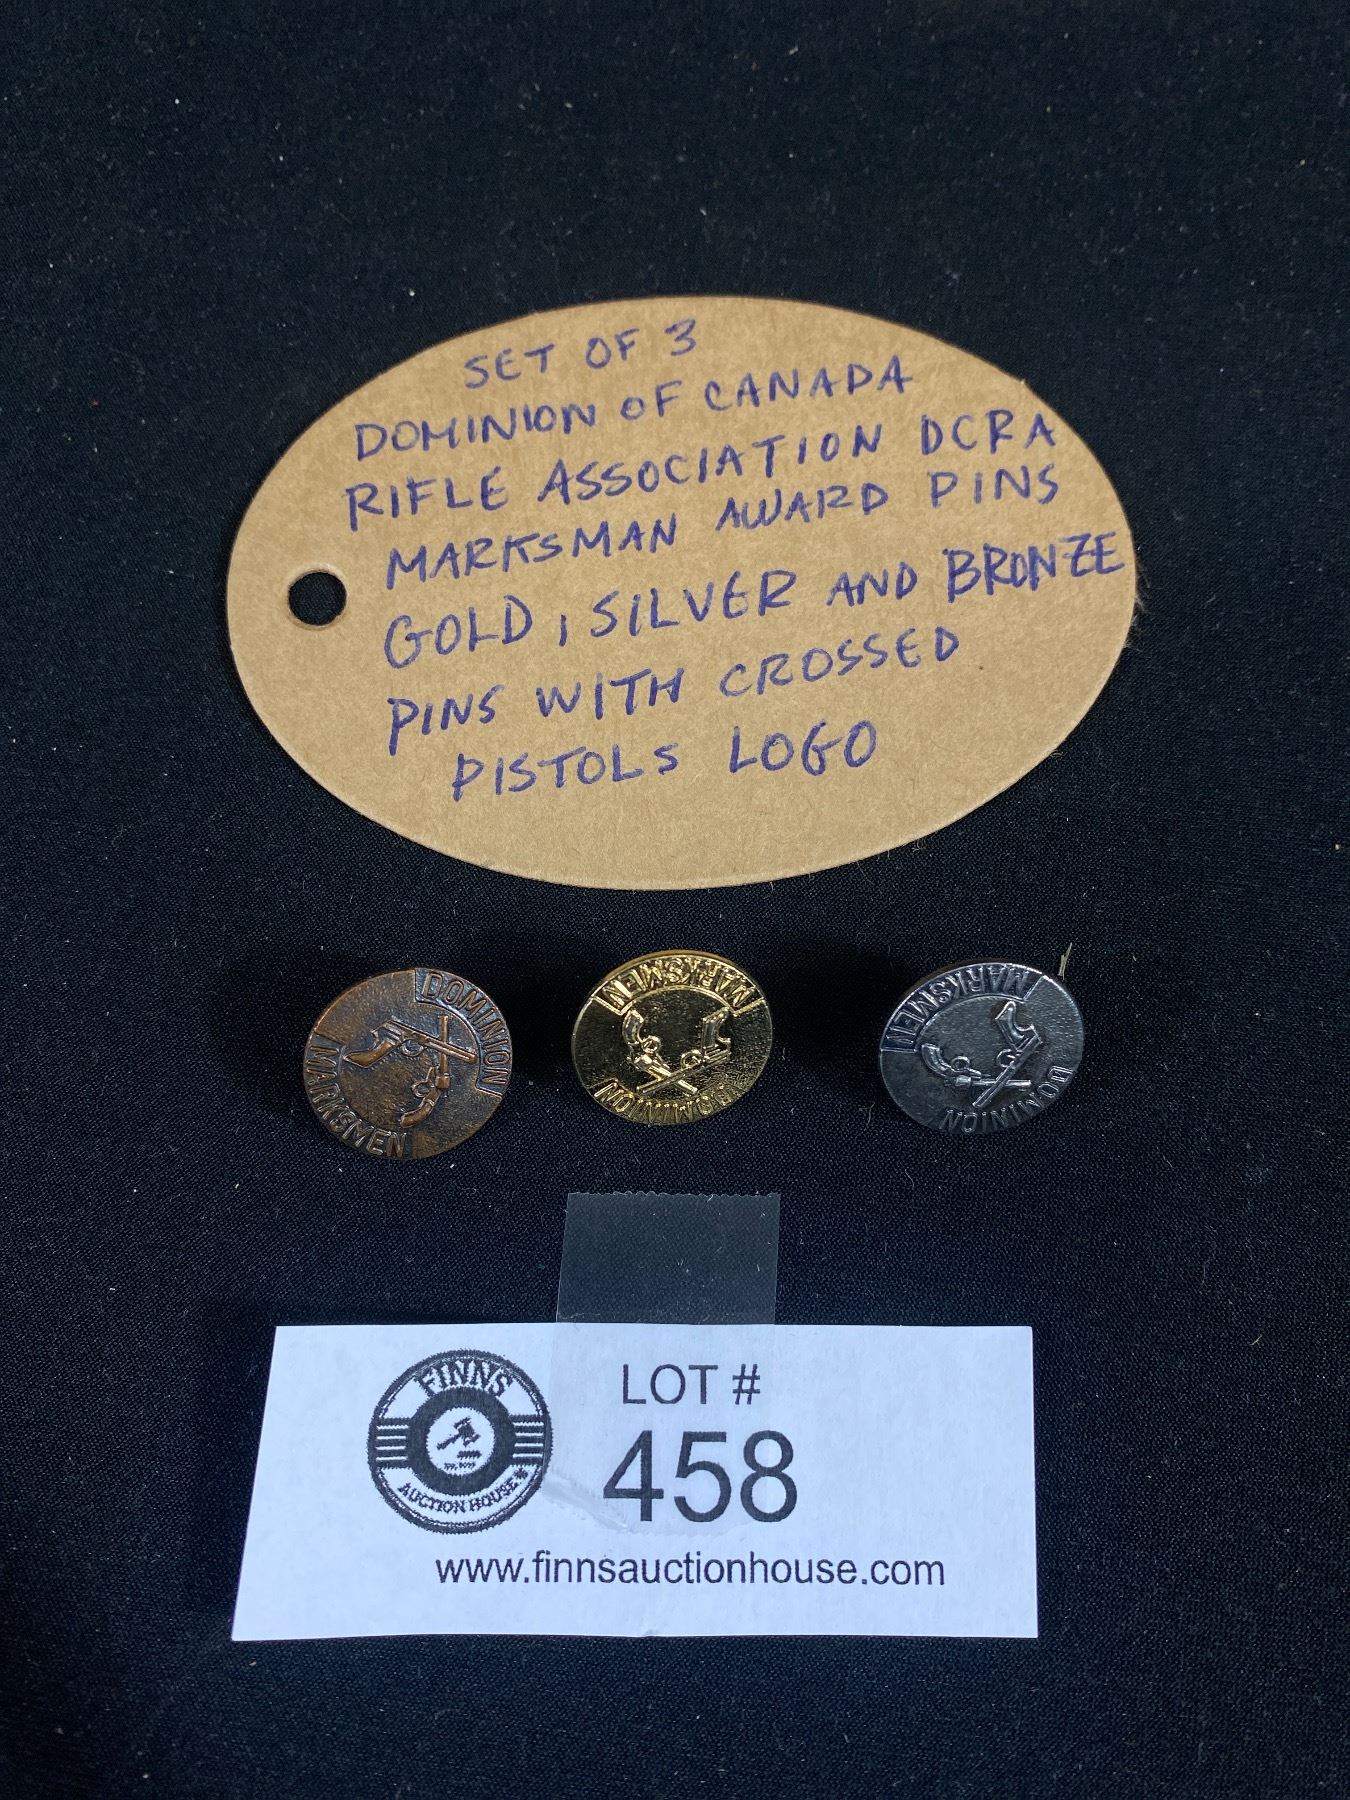 SET OF 3
DOMINION OF CANADA
RIFLE ASSOCIATION DCRA
MARKSMAN AWARD PINS
GOLD, SILVER AND BRONZE
PINS WITH CROSSED
PISTOLS LOGO
DOMINION
MARKSMEN
MARKSMEN
DOMINION
MARKSMEN
DOMINION
FINNS
AUCTION HOUSE
LOT #
458
www.finnsauctionhouse.com